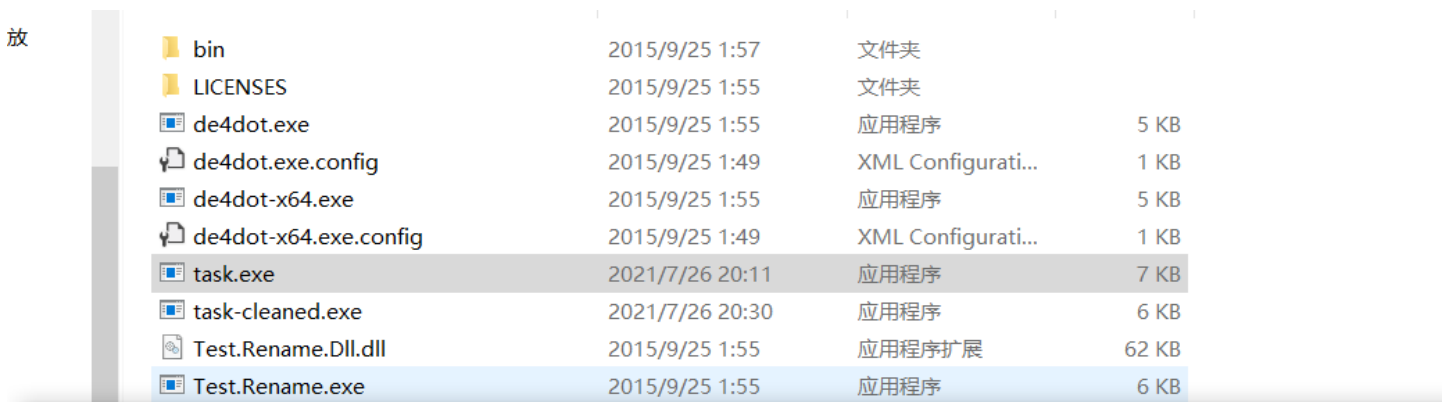 放
bin 2015/9/25 1:57 文件夹
LICENSES 2015/9/25 1:55 文件夹
de4dot.exe 2015/9/25 1:55 应用程序 5 KB
de4dot.exe.config 2015/9/25 1:49 XML Configurati... 1 KB
de4dot-x64.exe 2015/9/25 1:55 应用程序 5 KB
de4dot-x64.exe.config 2015/9/25 1:49 XML Configurati... 1 KB
task.exe 2021/7/26 20:11 应用程序 7 KB
task-cleaned.exe 2021/7/26 20:30 应用程序 6 KB
Test.Rename.Dll.dll 2015/9/25 1:55 应用程序扩展 62 KB
Test.Rename.exe 2015/9/25 1:55 应用程序 6 KB